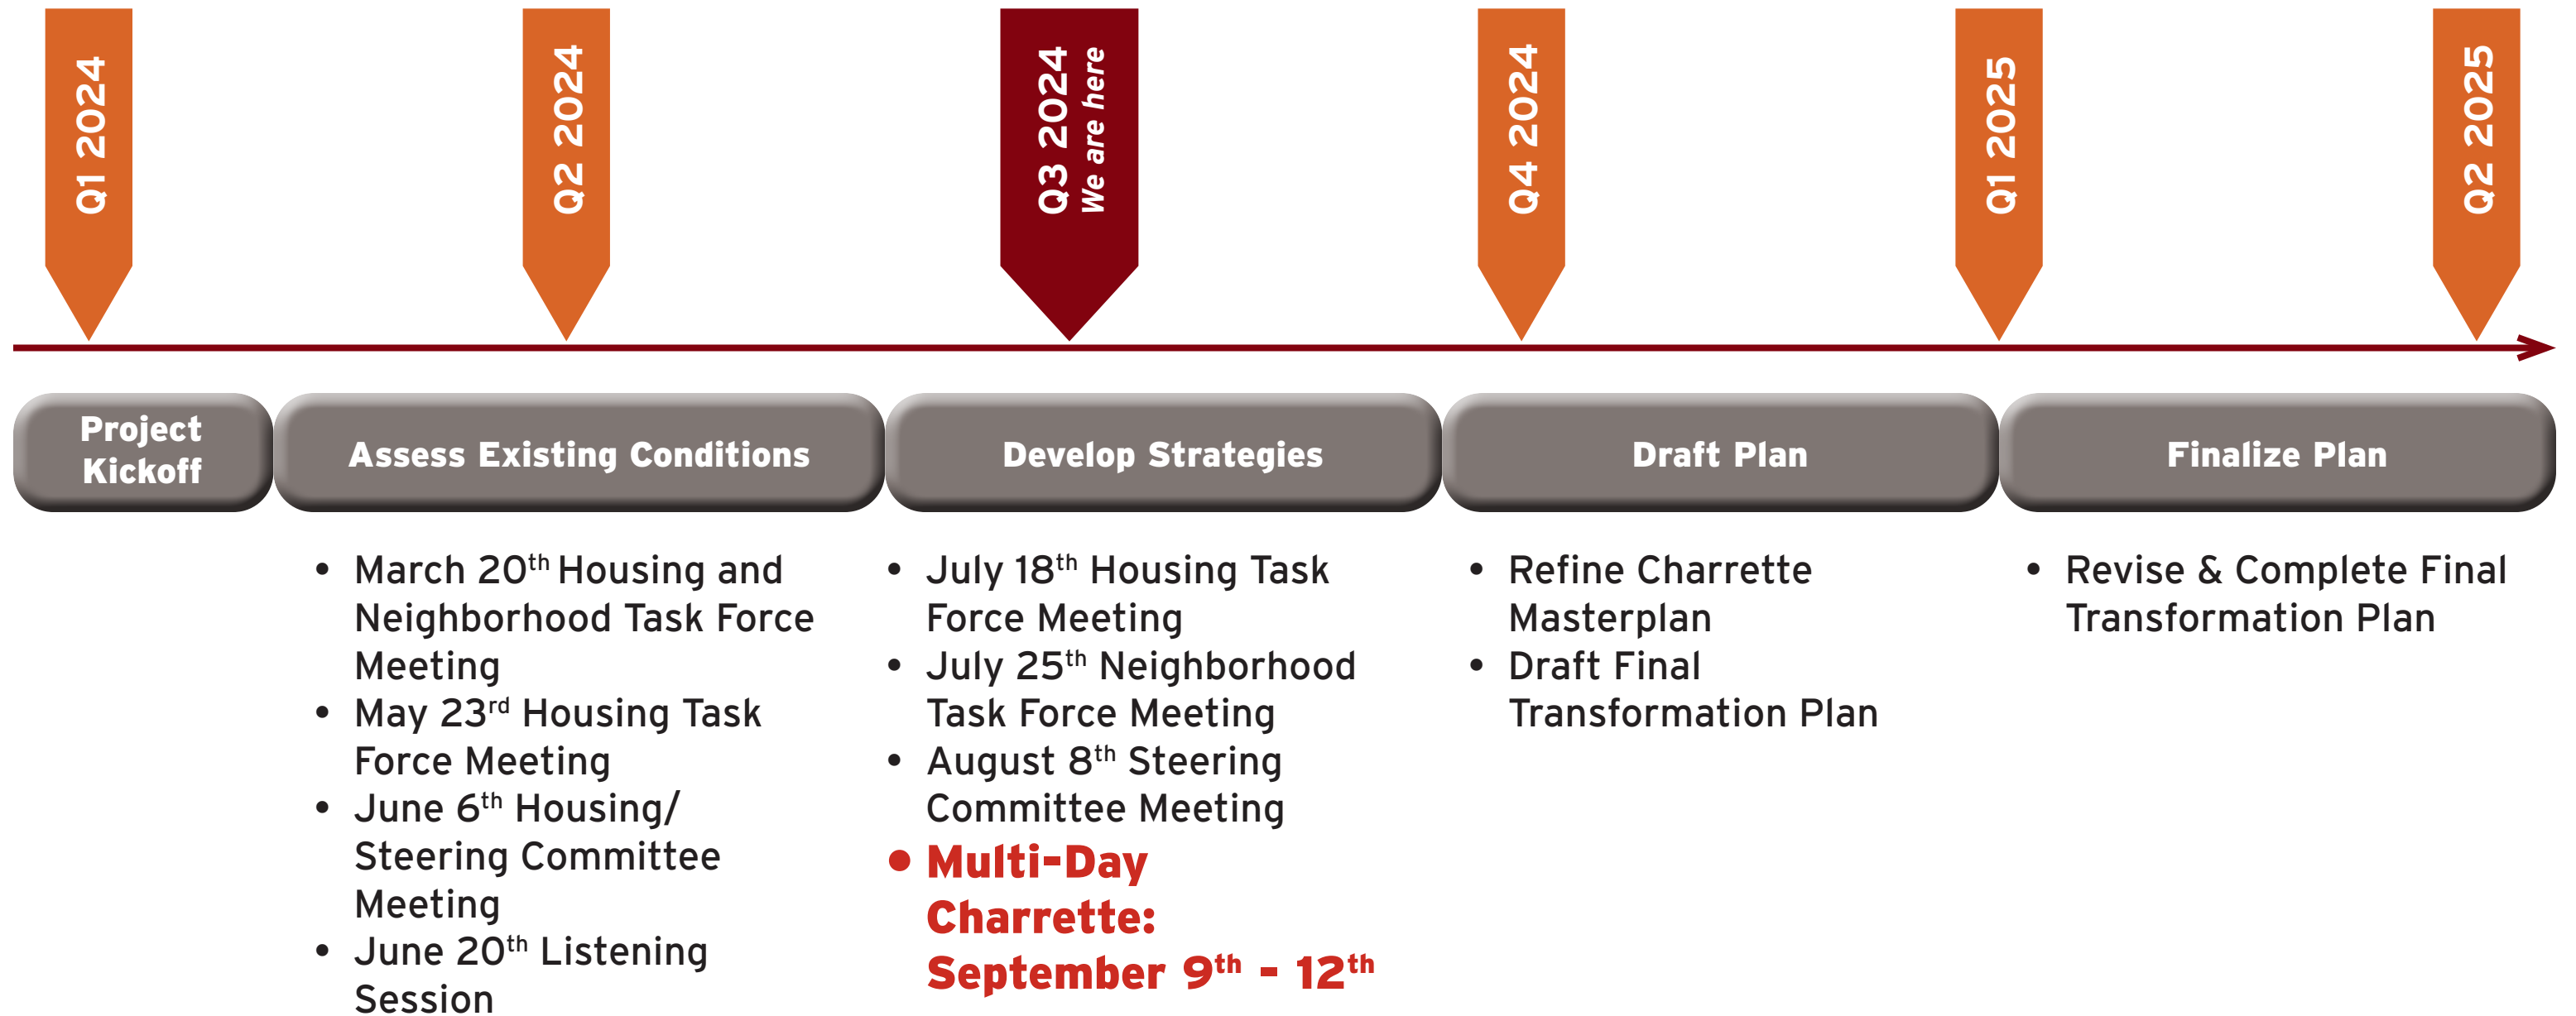 Q1 2024
Q2 2024
Q3 2024
We are here
Q4 2024
Q1 2025
Q2 2025
Project
Kickoff
Assess Existing Conditions
Develop Strategies
Draft Plan
Finalize Plan
• March 20th Housing and
Neighborhood Task Force
Meeting
• May 23rd Housing Task
Force Meeting
• June 6th Housing/
Steering Committee
Meeting
• June 20th Listening
Session
• July 18th Housing Task
Force Meeting
• July 25th Neighborhood
Task Force Meeting
• August 8th Steering
Committee Meeting
• Multi-Day
Charrette:
September 9th - 12th
• Refine Charrette
Masterplan
• Draft Final
Transformation Plan
• Revise & Complete Final
Transformation Plan